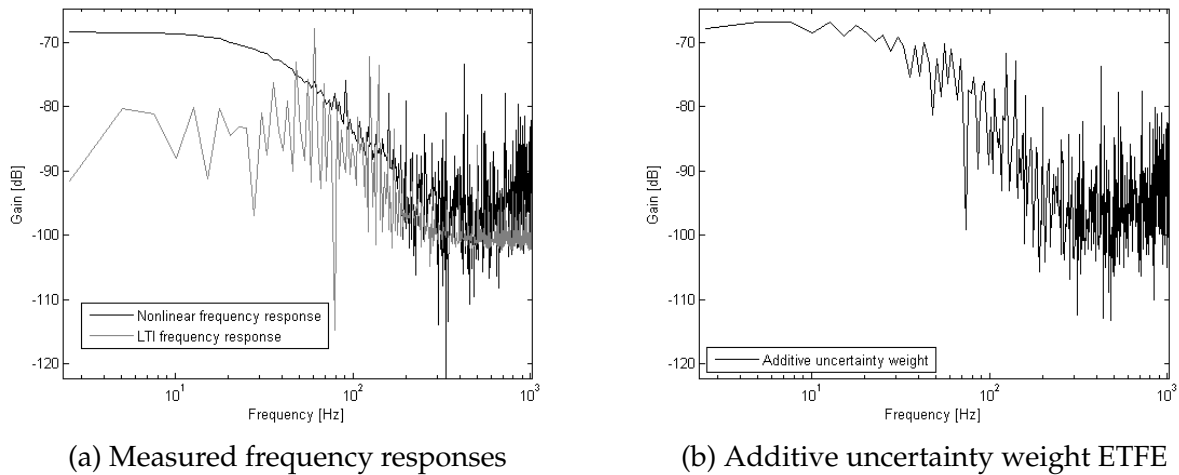 -70
-80
-90
-100
-110
-120
Gain [dB]
Nonlinear frequency response
LTI frequency response
10^1
10^2
10^3
Frequency [Hz]
(a) Measured frequency responses
-70
-80
-90
-100
-110
-120
Gain [dB]
Additive uncertainty weight
10^1
10^2
10^3
Frequency [Hz]
(b) Additive uncertainty weight ETFE